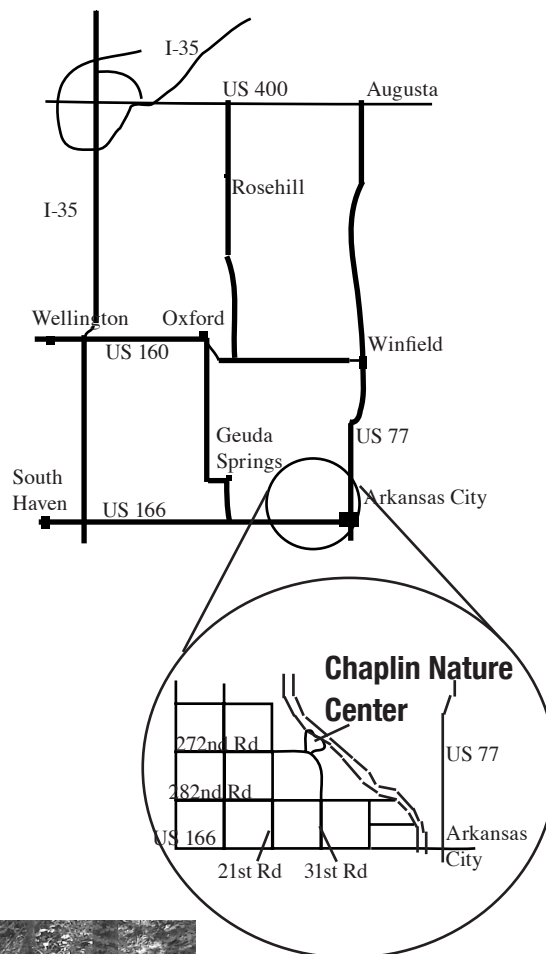 I-35
US 400
Augusta
Rosehill
I-35
Wellington
Oxford
US 160
Winfield
US 77
Geuda
Springs
South
Haven
US 166
Arkansas City
Chaplin Nature
Center
272nd Rd
US 77
282nd Rd
US 166
Arkansas
City
21st Rd
31st Rd